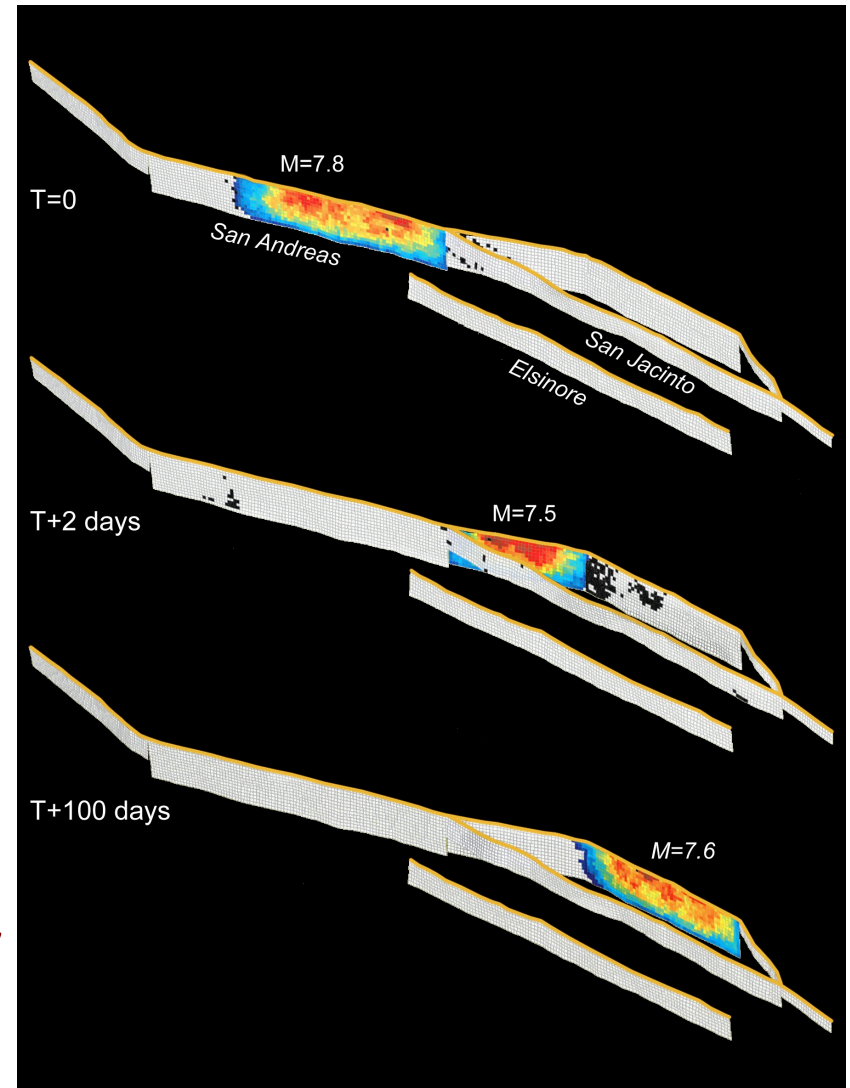 M=7.8
T=0
San Andreas
San Jacinto
Elsinore
M=7.5
T+2 days
T+100 days
M=7.6